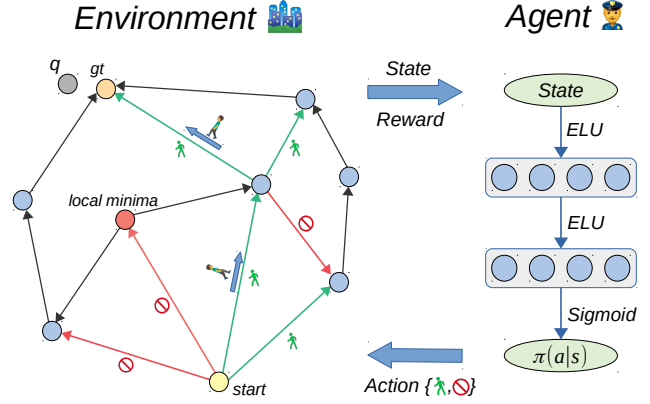 Environment
Agent
q
gt
State
Reward
State
ELU
local minima
ELU
Sigmoid
start
Action { , }
π(a|s)